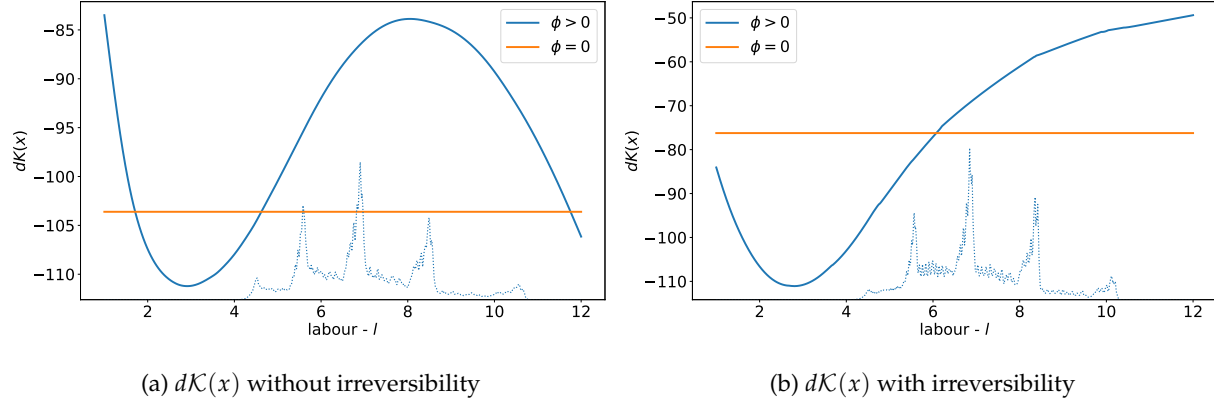 −85
−90
−95
−100
−105
−110
dK(x)
ϕ > 0
ϕ = 0
2 4 6 8 10 12
labour - l
−50
−60
−70
−80
−90
−100
−110
dK(x)
ϕ > 0
ϕ = 0
2 4 6 8 10 12
labour - l
(a) d𝒦(x) without irreversibility
(b) d𝒦(x) with irreversibility